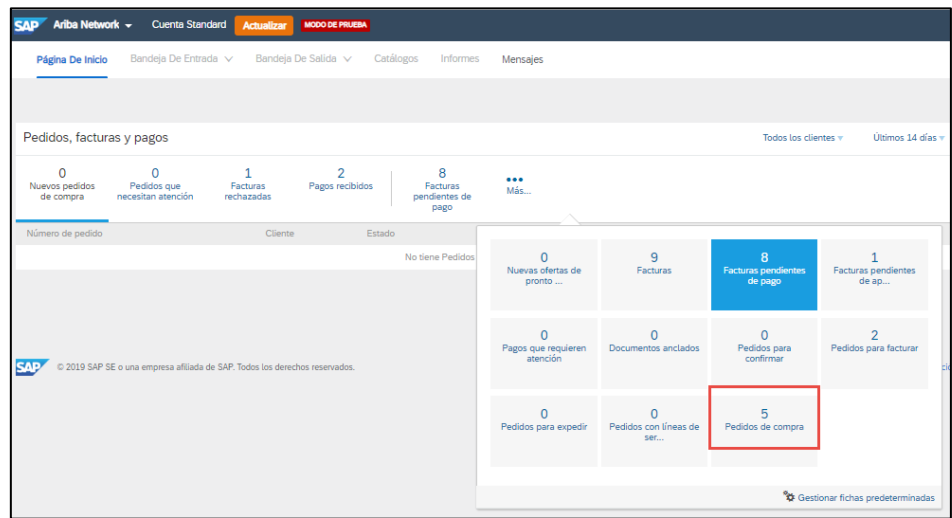 SAP Ariba Network Cuenta Standard Actualizar MODO DE PRUEBA
Página De Inicio Bandeja De Entrada Bandeja De Salida Catálogos Informes Mensajes
Pedidos, facturas y pagos Todos los clientes Últimos 14 días
0
Nuevos pedidos
de compra
0
Pedidos que
necesitan atención
1
Facturas
rechazadas
2
Pagos recibidos
8
Facturas
pendientes de
pago
Más...
Número de pedido Cliente Estado
No tiene Pedidos
0
Nuevas ofertas de
pronto ...
9
Facturas
8
Facturas pendientes
de pago
1
Facturas pendientes
de ap...
0
Pagos que requieren
atención
0
Documentos anclados
0
Pedidos para
confirmar
2
Pedidos para facturar
0
Pedidos para expedir
0
Pedidos con líneas de
ser...
5
Pedidos de compra
Gestionar fichas predeterminadas
SAP © 2019 SAP SE o una empresa afiliada de SAP. Todos los derechos reservados.